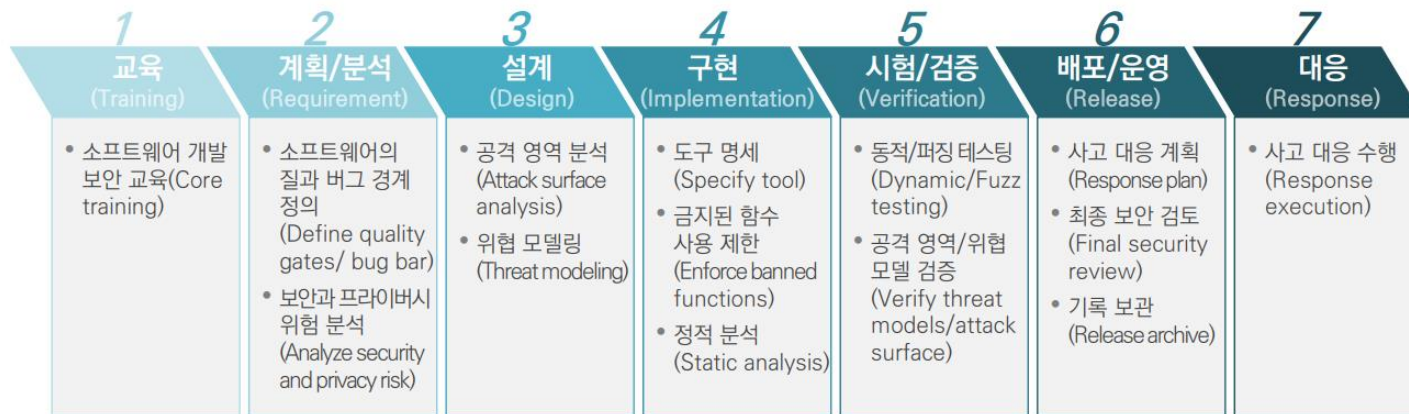 1
교육
(Training)
• 소프트웨어 개발
보안 교육(Core
training)
2
계획/분석
(Requirement)
• 소프트웨어의
질과 버그 경계
정의
(Define quality
gates/ bug bar)
• 보안과 프라이버시
위험 분석
(Analyze security
and privacy risk)
3
설계
(Design)
• 공격 영역 분석
(Attack surface
analysis)
• 위협 모델링
(Threat modeling)
4
구현
(Implementation)
• 도구 명세
(Specify tool)
• 금지된 함수
사용 제한
(Enforce banned
functions)
• 정적 분석
(Static analysis)
5
시험/검증
(Verification)
• 동적/퍼징 테스팅
(Dynamic/Fuzz
testing)
• 공격 영역/위협
모델 검증
(Verify threat
models/attack
surface)
6
배포/운영
(Release)
• 사고 대응 계획
(Response plan)
• 최종 보안 검토
(Final security
review)
• 기록 보관
(Release archive)
7
대응
(Response)
• 사고 대응 수행
(Response
execution)